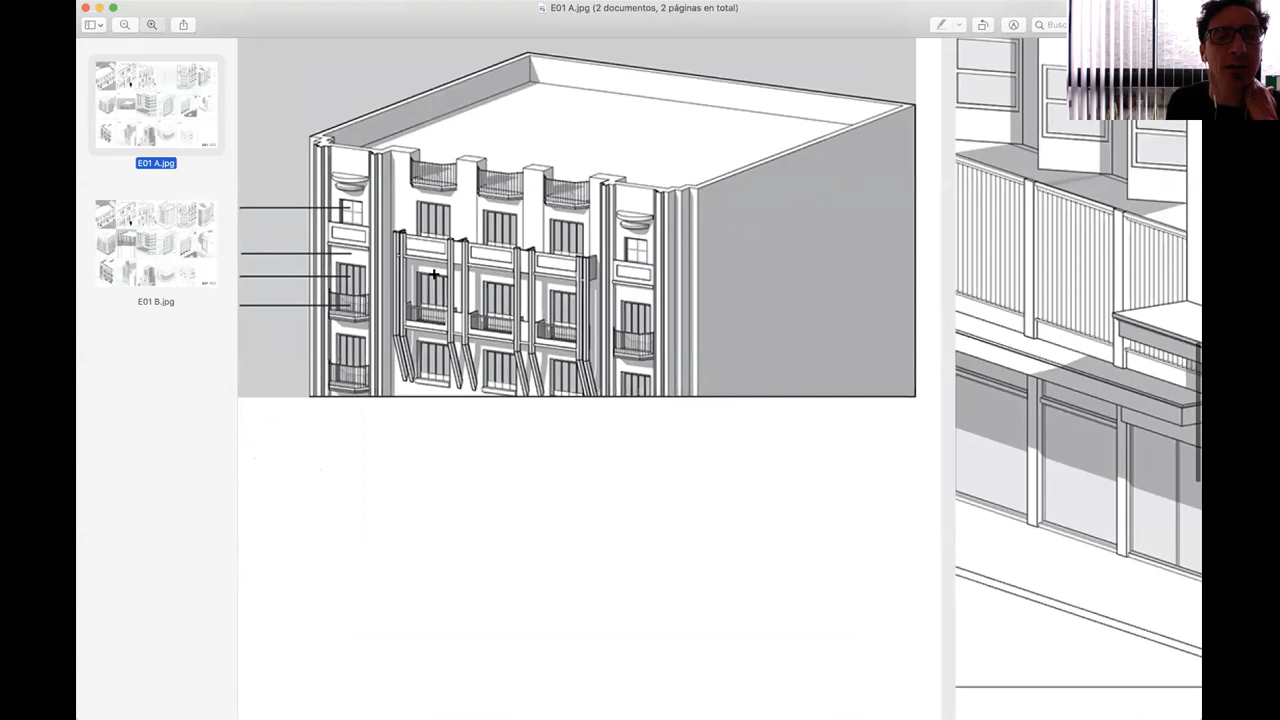 E01 A.jpg (2 documentos, 2 páginas en total)
Busc
E01 A.jpg
E01 B.jpg